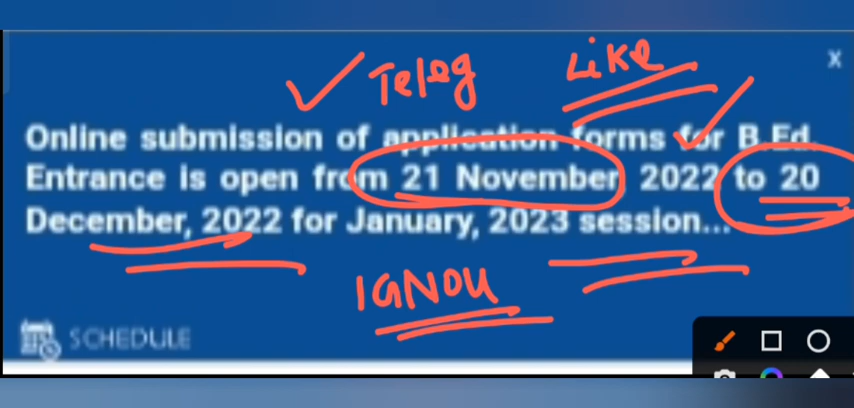 Teleg Like
X
Online submission of application forms for B.Ed.
Entrance is open from 21 November 2022 to 20
December, 2022 for January, 2023 session...
IGNOU
SCHEDULE